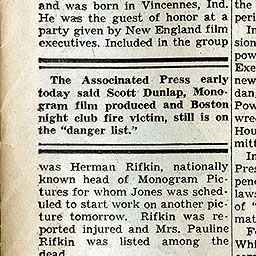 and was born in Vincennes, Ind.
He was the guest of honor at a
party given by New England film
executives. Included in the group
The Associnated Press early
today said Scott Dunlap, Mono-
gram film produced and Boston
night club fire victim, still is on
the "danger list."
was Herman Rifkin, nationally
known head of Monogram Pic-
tures for whom Jones was sched-
uled to start work on another pic-
ture tomorrow. Rifkin was re-
ported injured and Mrs. Pauline
Rifkin was listed among the
dead.